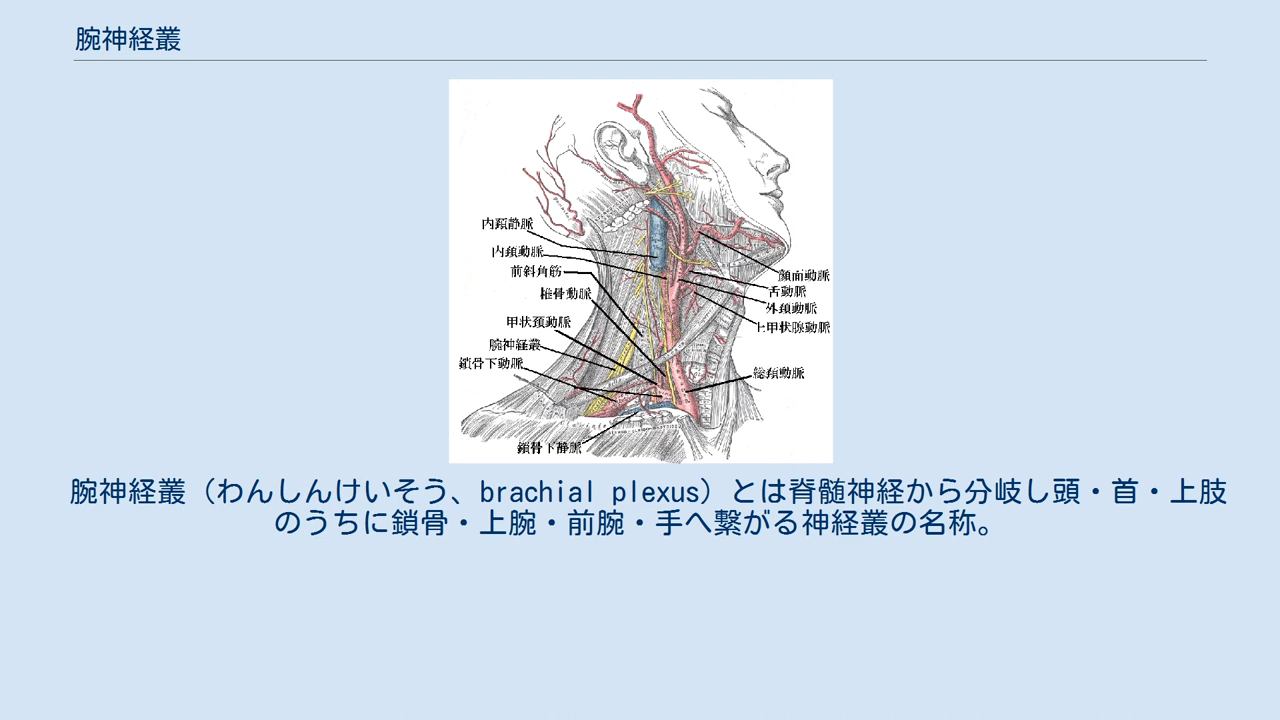 腕神経叢
内頚静脈
内頚動脈
前斜角筋
椎骨動脈
甲状頚動脈
腕神経叢
鎖骨下動脈
鎖骨下静脈
顔面動脈
舌動脈
外頚動脈
上甲状腺動脈
総頚動脈
腕神経叢（わんしんけいそう、brachial plexus）とは脊髄神経から分岐し頭・首・上肢
のうちに鎖骨・上腕・前腕・手へ繋がる神経叢の名称。